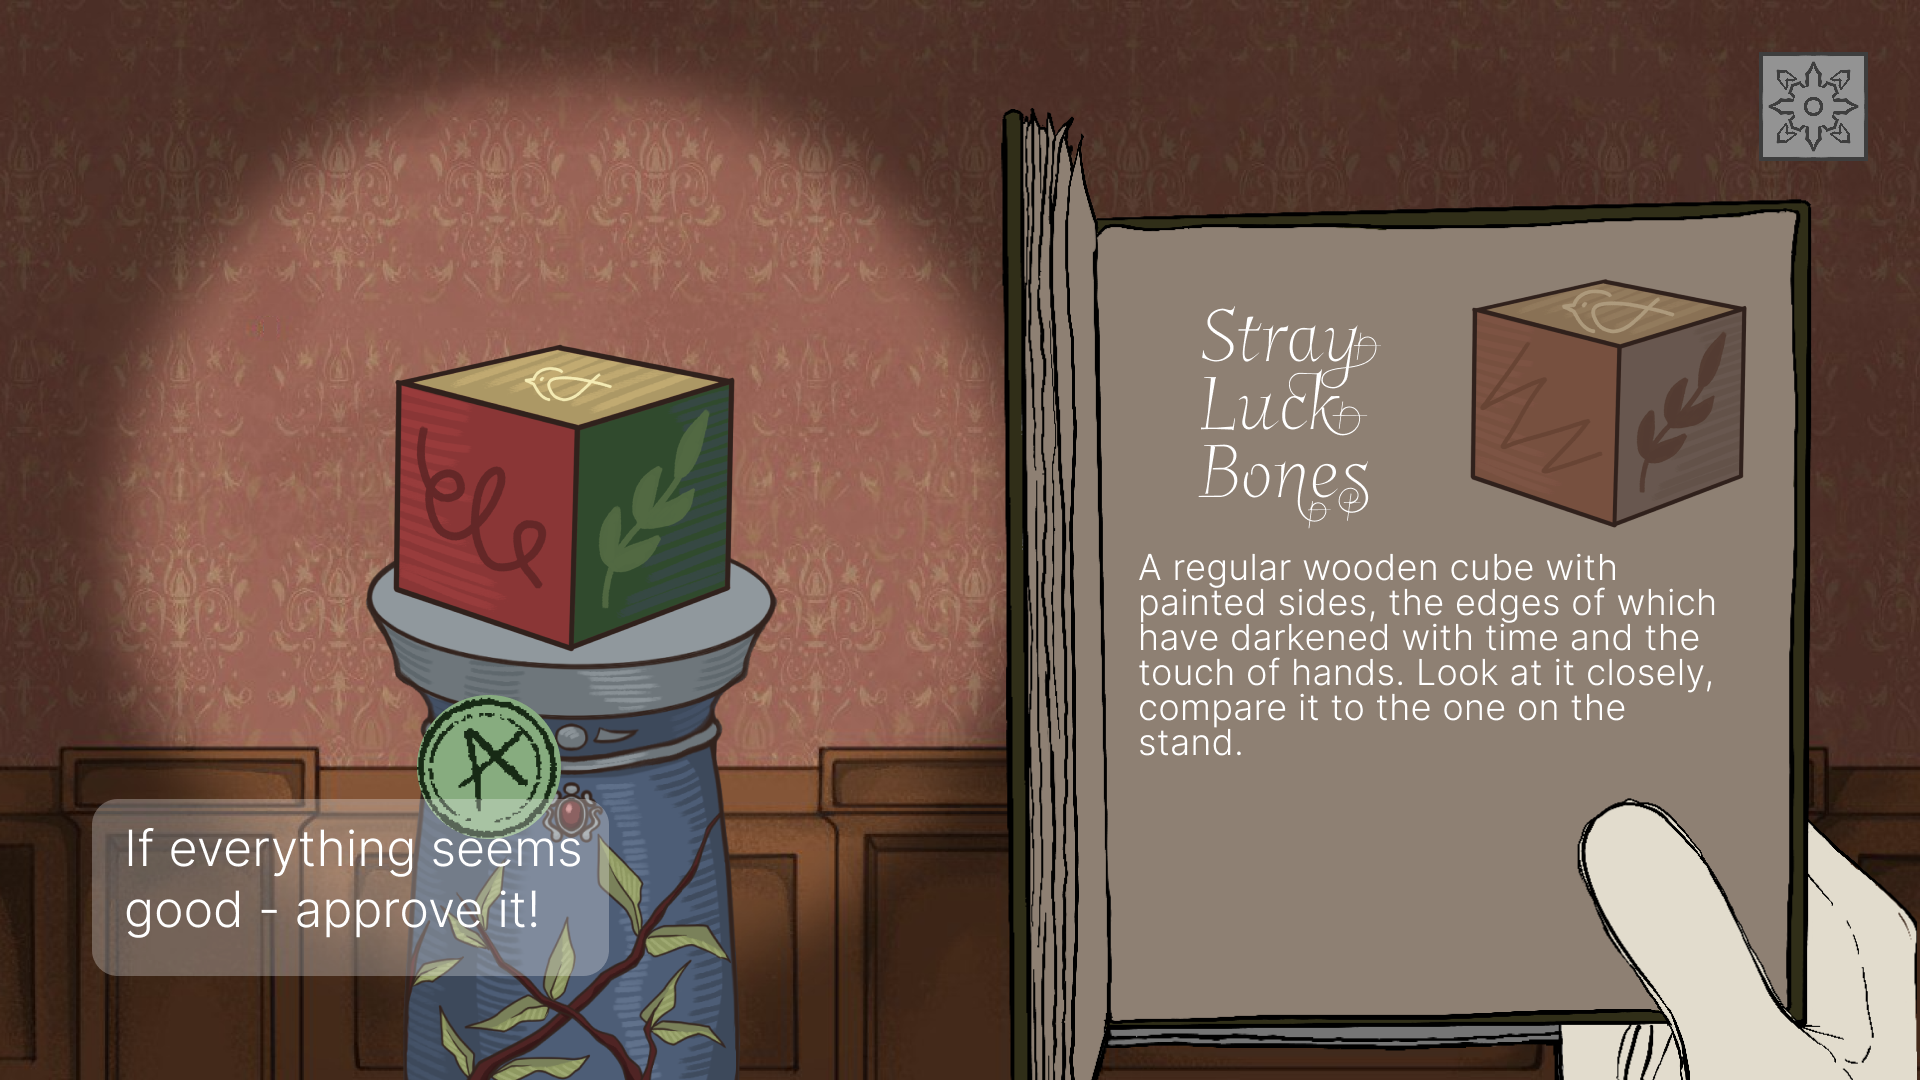 Stray
Luck
Bones
A regular wooden cube with
painted sides, the edges of which
have darkened with time and the
touch of hands. Look at it closely,
compare it to the one on the
stand.
If everything seems
good - approve it!